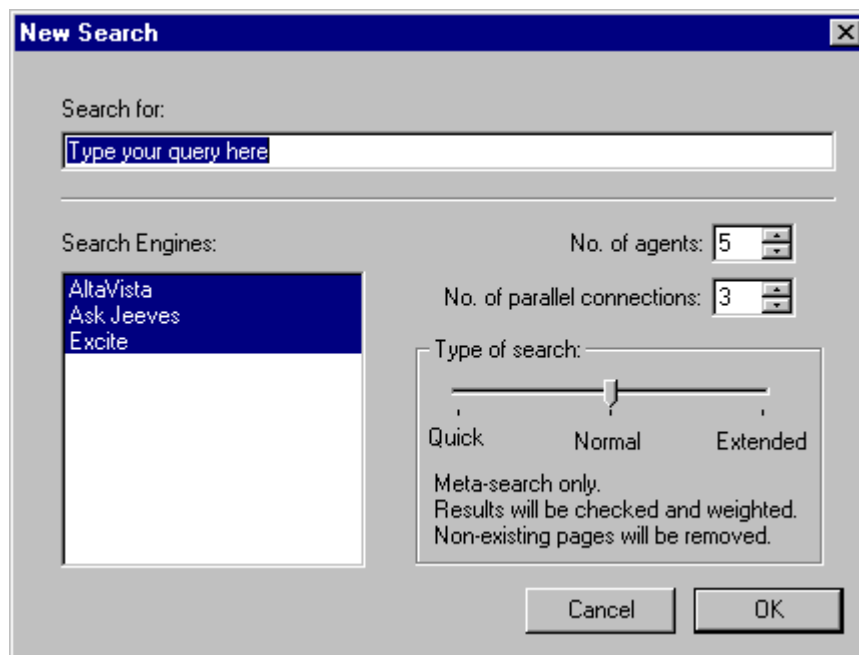 New Search
Search for:
Type your query here
Search Engines:
AltaVista
Ask Jeeves
Excite
No. of agents: 5
No. of parallel connections: 3
Type of search:
Quick Normal Extended
Meta-search only.
Results will be checked and weighted.
Non-existing pages will be removed.
Cancel OK